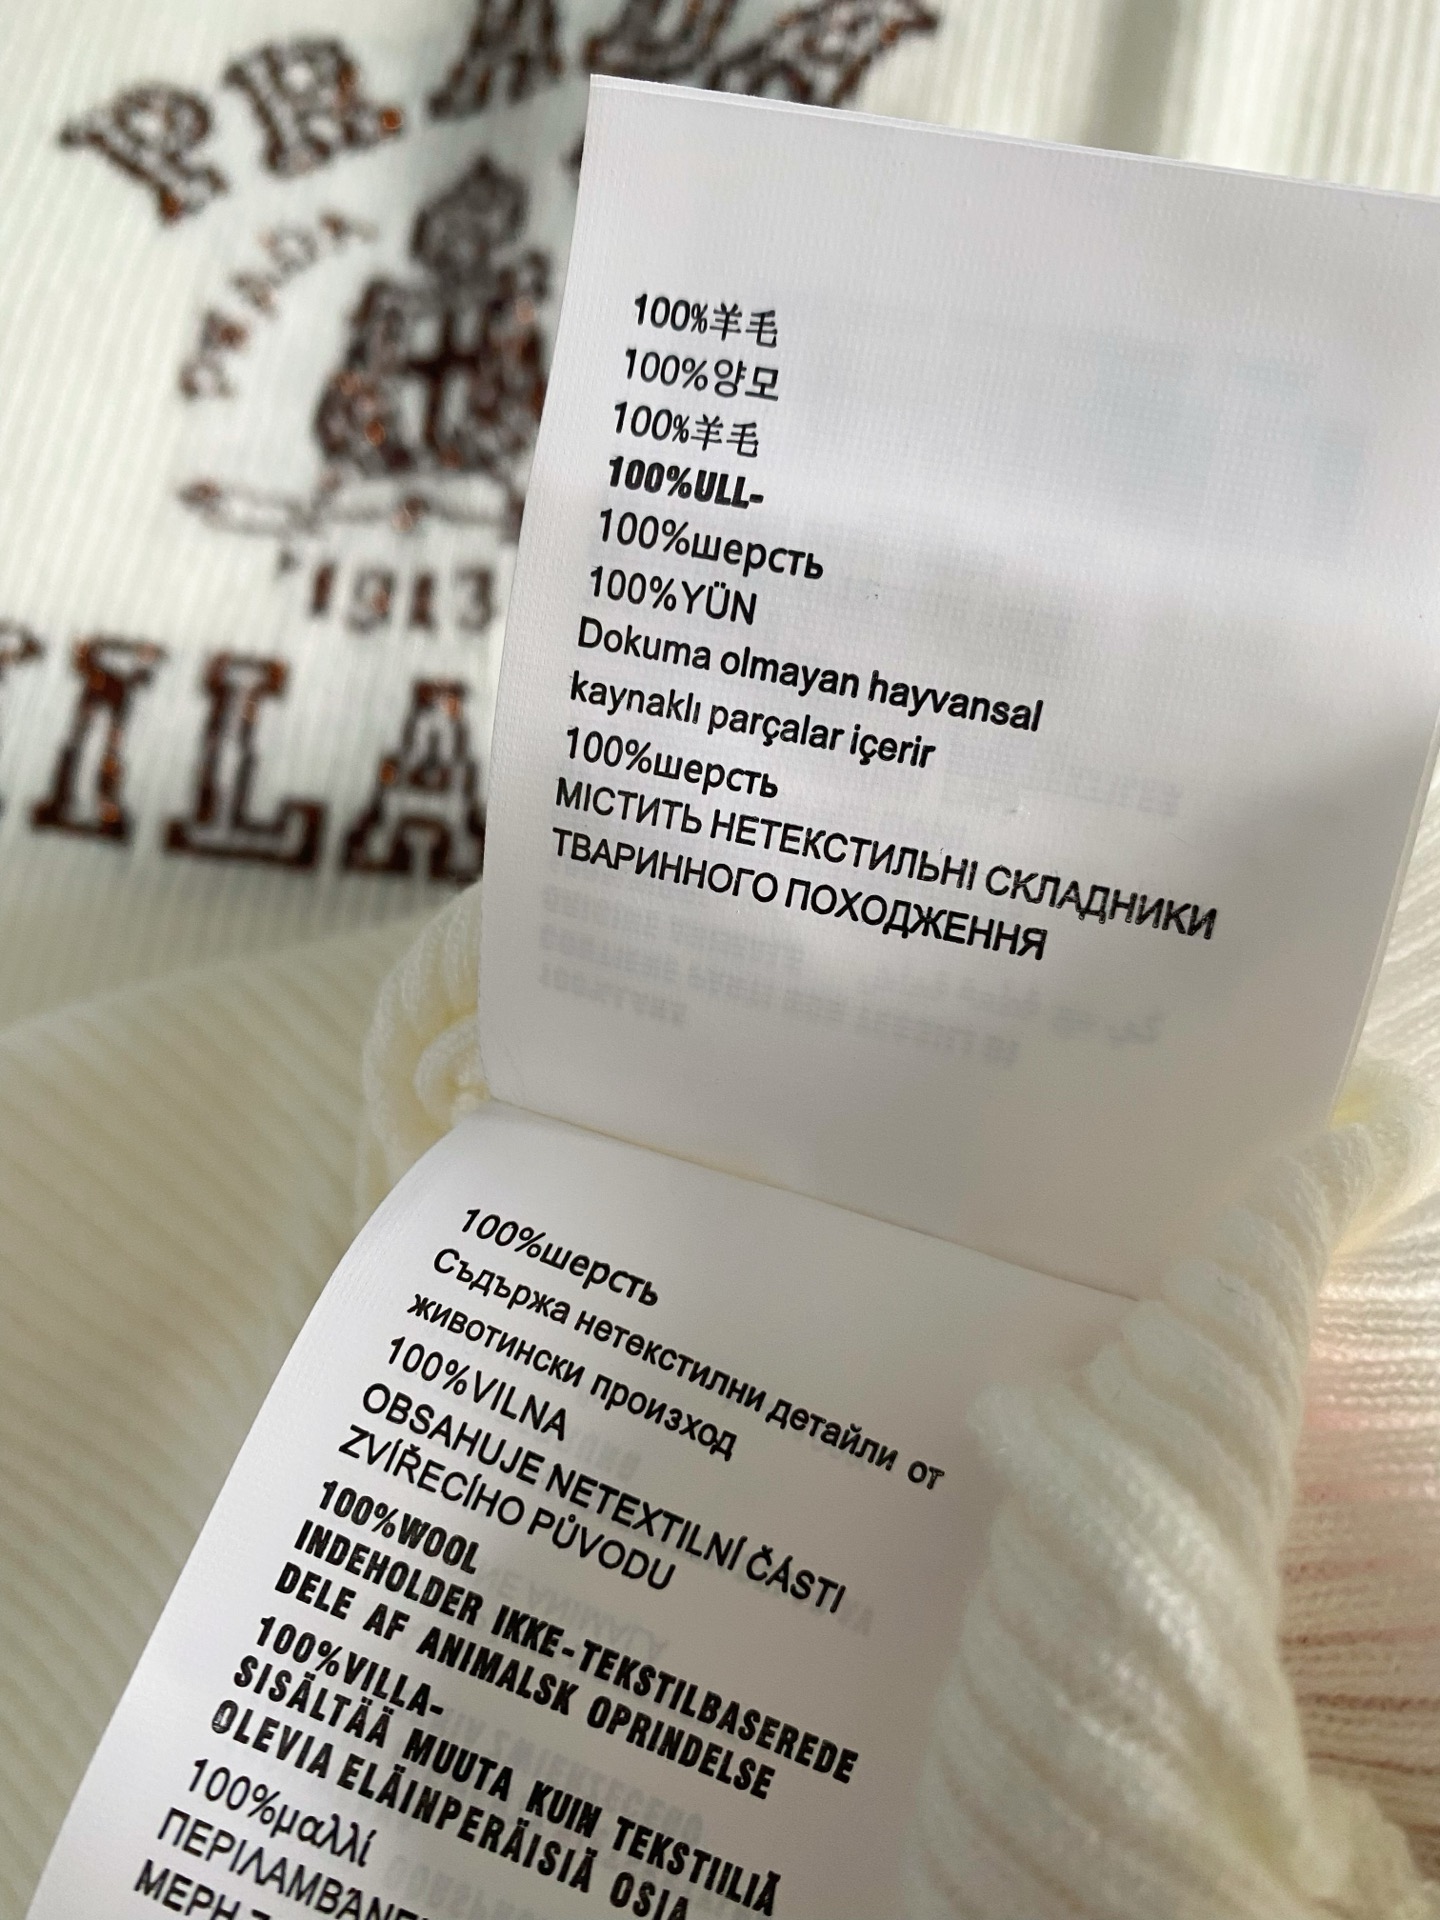 PRADA
PRADA
1913
MILA
100%羊毛
100%양모
100%羊毛
100%ULL-
100%шерсть
100%YÜN
Dokuma olmayan hayvansal
kaynaklı parçalar içerir
100%шерсть
МІСТИТЬ НЕТЕКСТИЛЬНІ СКЛАДНИКИ
ТВАРИННОГО ПОХОДЖЕННЯ
100%шерсть
Съдържа нетекстилни детайли от
животински произход
100%VILNA
OBSAHUJE NETEXTILNÍ ČÁSTI
ZVÍŘECÍHO PŮVODU
100%WOOL
INDEHOLDER IKKE-TEKSTILBASEREDE
DELE AF ANIMALSK OPRINDELSE
100%VILLA-
SISÄLTÄÄ MUUTA KUIN TEKSTIILIÄ
OLEVIA ELÄINPERÄISIÄ OSIA
100%μαλλί
ΜΕΡΗ